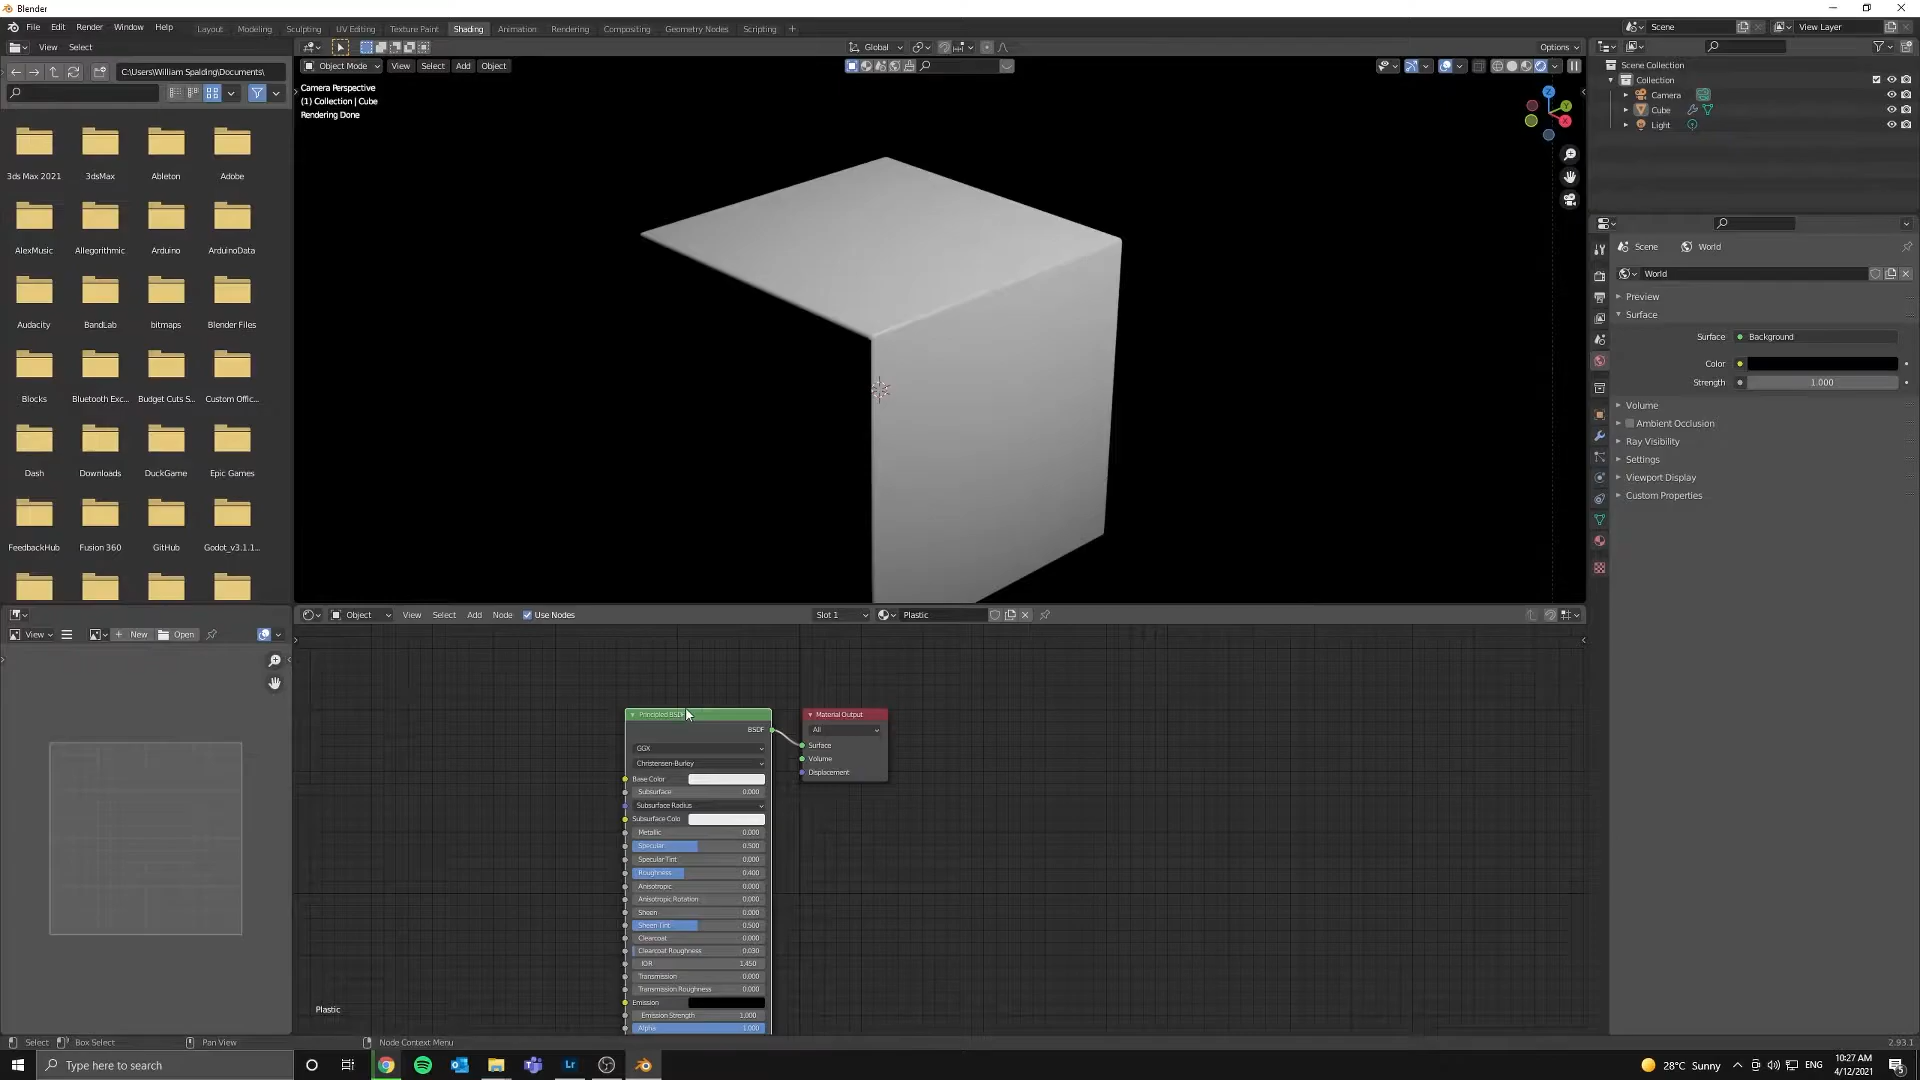 Blender
File Edit Render Window Help
Layout Modeling Sculpting UV Editing Texture Paint Shading Animation Rendering Compositing Geometry Nodes Scripting +
Scene View Layer
View Select
Global Options
C:\Users\William Spalding\Documents\
Object Mode View Select Add Object
Camera Perspective
(1) Collection | Cube
Rendering Done
Z
Y
X
3ds Max 2021 3dsMax Ableton Adobe
AlexMusic Allegorithmic Arduino ArduinoData
Audacity BandLab bitmaps Blender Files
Blocks Bluetooth Exc... Budget Cuts S... Custom Offic...
Dash Downloads DuckGame Epic Games
FeedbackHub Fusion 360 GitHub Godot_v3.1.1...
Scene Collection
Collection
Camera
Cube
Light
Scene World
World
Preview
Surface
Surface Background
Color
Strength 1.000
Volume
Ambient Occlusion
Ray Visibility
Settings
Viewport Display
Custom Properties
View + New Open
Object View Select Add Node Use Nodes Slot 1 Plastic
Principled BSDF
BSDF
GGX
Christensen-Burley
Base Color
Subsurface 0.000
Subsurface Radius
Subsurface Colo
Metallic 0.000
Specular 0.500
Specular Tint 0.000
Roughness 0.400
Anisotropic 0.000
Anisotropic Rotation 0.000
Sheen 0.000
Sheen Tint 0.500
Clearcoat 0.000
Clearcoat Roughness 0.030
IOR 1.450
Transmission 0.000
Transmission Roughness 0.000
Emission
Emission Strength 1.000
Alpha 1.000
Material Output
All
Surface
Volume
Displacement
Plastic
Select Box Select Pan View Node Context Menu 2.93.1
Type here to search
Lr
28°C Sunny ENG
10:27 AM
4/12/2021
5